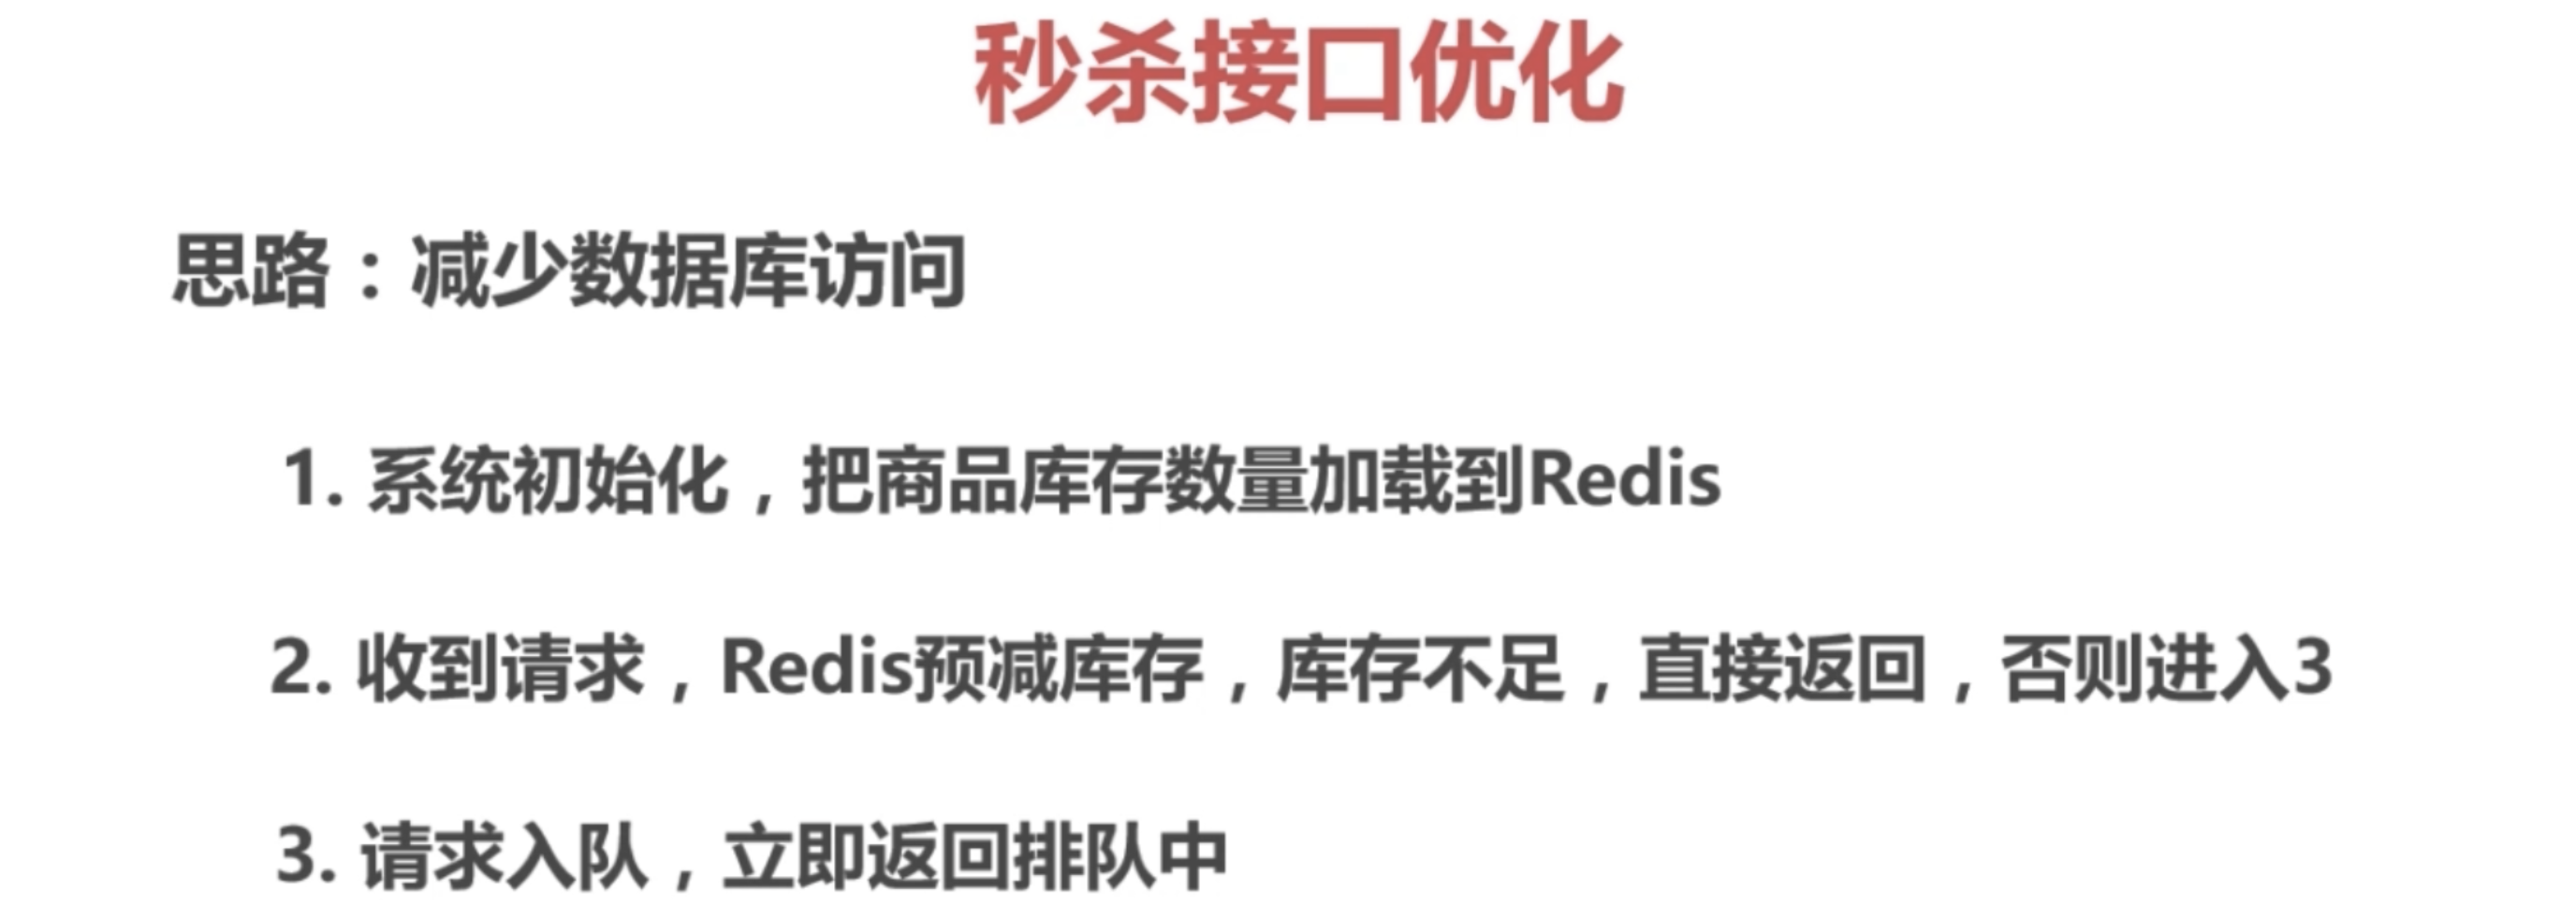 秒杀接口优化
思路：减少数据库访问
1. 系统初始化，把商品库存数量加载到Redis
2. 收到请求，Redis预减库存，库存不足，直接返回，否则进入3
3. 请求入队，立即返回排队中